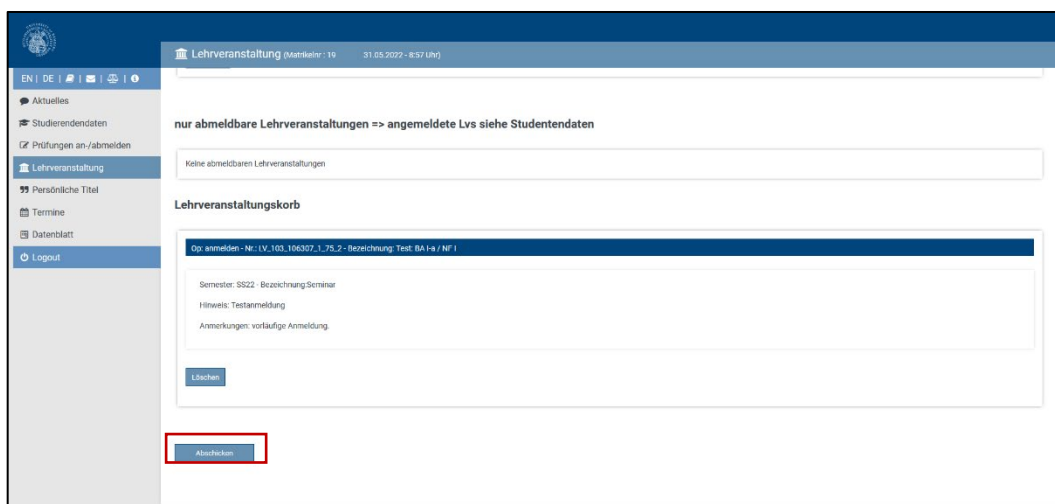 Lehrveranstaltung (Matrikelnr : 19 31.05.2022 - 8:57 Uhr)
EN | DE |
Aktuelles
Studierendendaten
Prüfungen an-/abmelden
Lehrveranstaltung
Persönliche Titel
Termine
Datenblatt
Logout
nur abmeldbare Lehrveranstaltungen => angemeldete Lvs siehe Studentendaten
Keine abmeldbaren Lehrveranstaltungen
Lehrveranstaltungskorb
Op: anmelden - Nr.: LV_103_106307_1_75_2 - Bezeichnung: Test: BA I-a / NF I
Semester: SS22 - Bezeichnung:Seminar
Hinweis: Testanmeldung
Anmerkungen: vorläufige Anmeldung.
Löschen
Abschicken